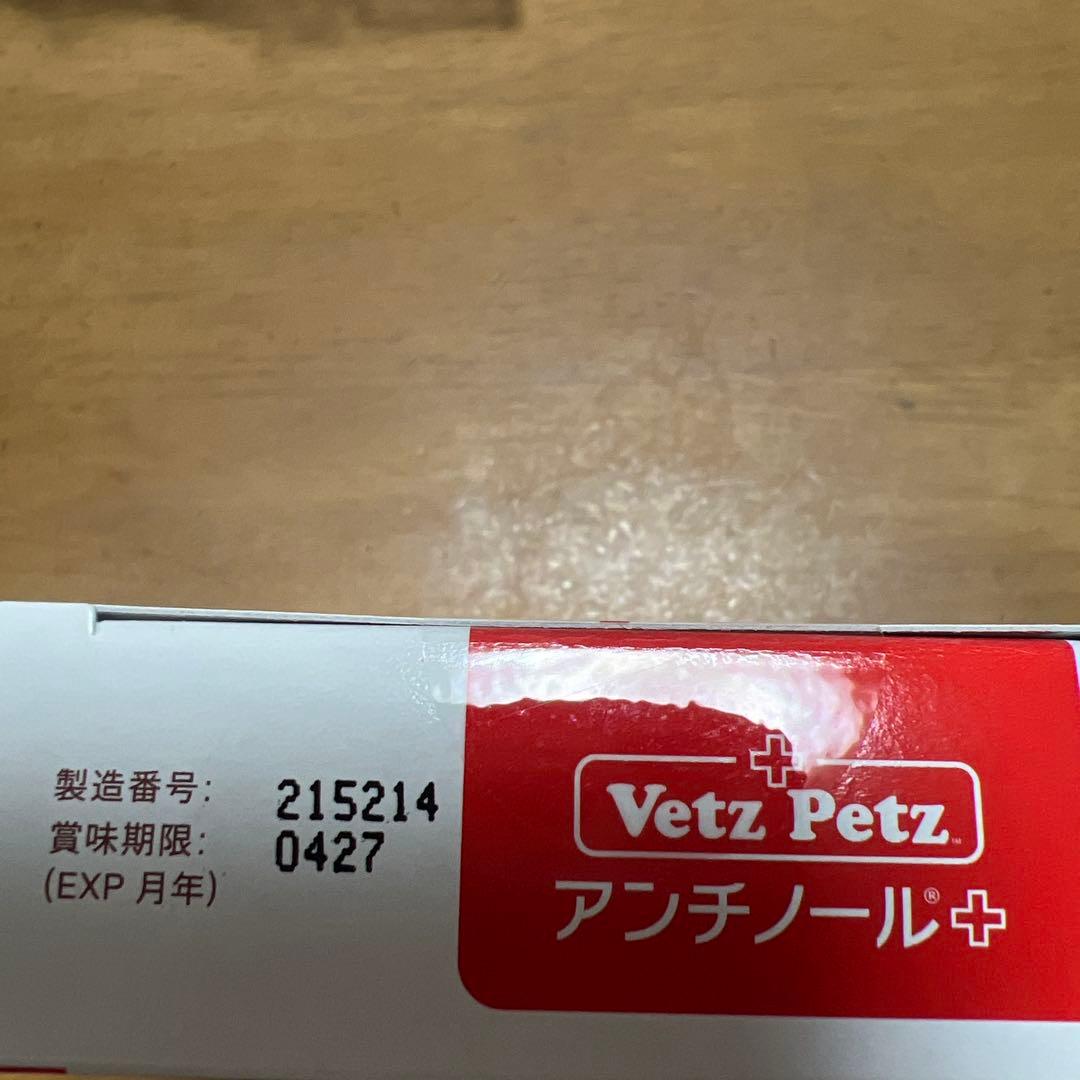 製造番号: 215214
賞味期限: 0427
(EXP 月年)
Vetz Petz™
アンチノール®+